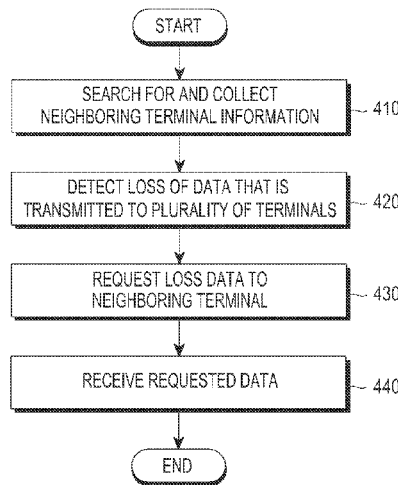 START
SEARCH FOR AND COLLECT
NEIGHBORING TERMINAL INFORMATION
410
DETECT LOSS OF DATA THAT IS
TRANSMITTED TO PLURALITY OF TERMINALS
420
REQUEST LOSS DATA TO
NEIGHBORING TERMINAL
430
RECEIVE REQUESTED DATA
440
END